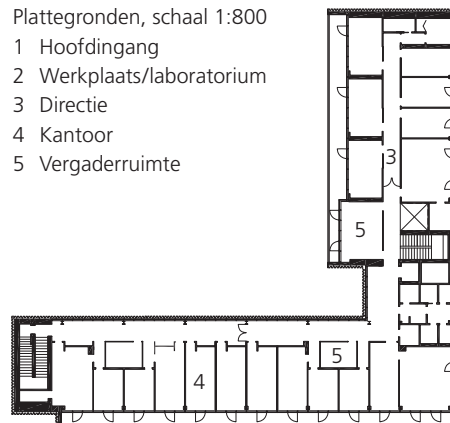 Plattegronden, schaal 1:800
1 Hoofdingang
2 Werkplaats/laboratorium
3 Directie
4 Kantoor
5 Vergaderruimte
3
5
5
4